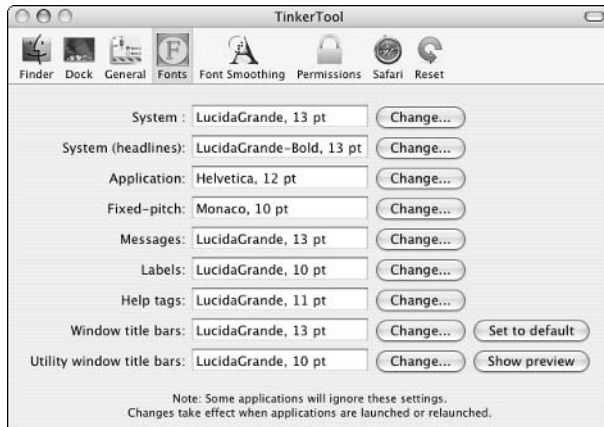 TinkerTool
Finder Dock General Fonts Font Smoothing Permissions Safari Reset
System : LucidaGrande, 13 pt Change...
System (headlines): LucidaGrande-Bold, 13 pt Change...
Application: Helvetica, 12 pt Change...
Fixed-pitch: Monaco, 10 pt Change...
Messages: LucidaGrande, 13 pt Change...
Labels: LucidaGrande, 10 pt Change...
Help tags: LucidaGrande, 11 pt Change...
Window title bars: LucidaGrande, 13 pt Change... Set to default
Utility window title bars: LucidaGrande, 10 pt Change... Show preview
Note: Some applications will ignore these settings.
Changes take effect when applications are launched or relaunched.